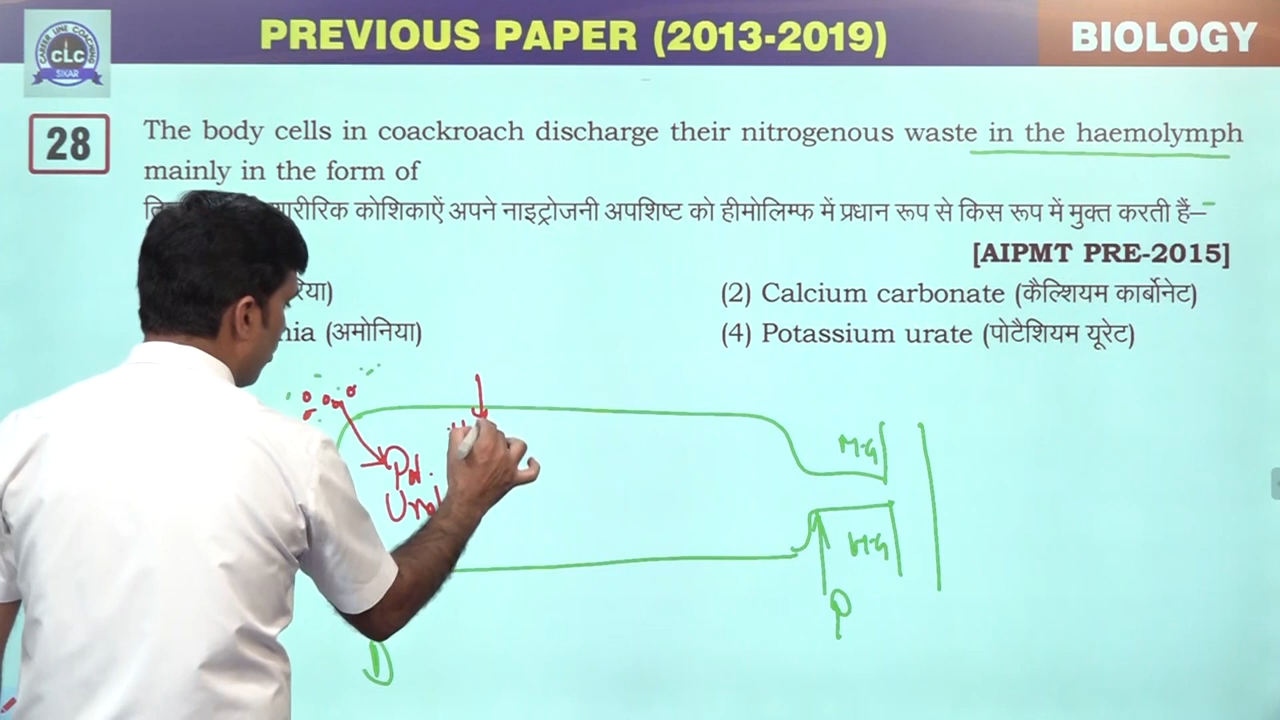 CAREER LINE COACHING
CLC
SIKAR
PREVIOUS PAPER (2013-2019)
BIOLOGY
28
The body cells in coackroach discharge their nitrogenous waste in the haemolymph
mainly in the form of
शारीरिक कोशिकाऐं अपने नाइट्रोजनी अपशिष्ट को हीमोलिम्फ में प्रधान रूप से किस रूप में मुक्त करती हैं–
[AIPMT PRE-2015]
(2) Calcium carbonate (कैल्शियम कार्बोनेट)
(अमोनिया)
(4) Potassium urate (पोटैशियम यूरेट)
M·G
H·G
P
D